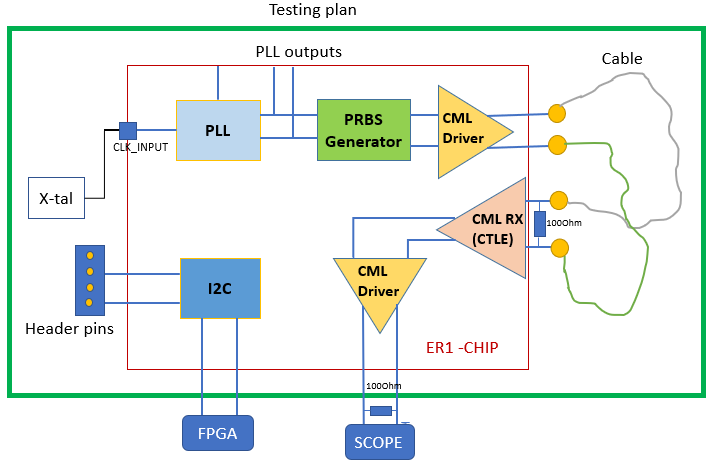 Testing plan
PLL outputs
Cable
PLL
PRBS
Generator
CML
Driver
CLK_INPUT
X-tal
CML RX
(CTLE)
100Ohm
I2C
CML
Driver
Header pins
ER1 -CHIP
100Ohm
FPGA
SCOPE